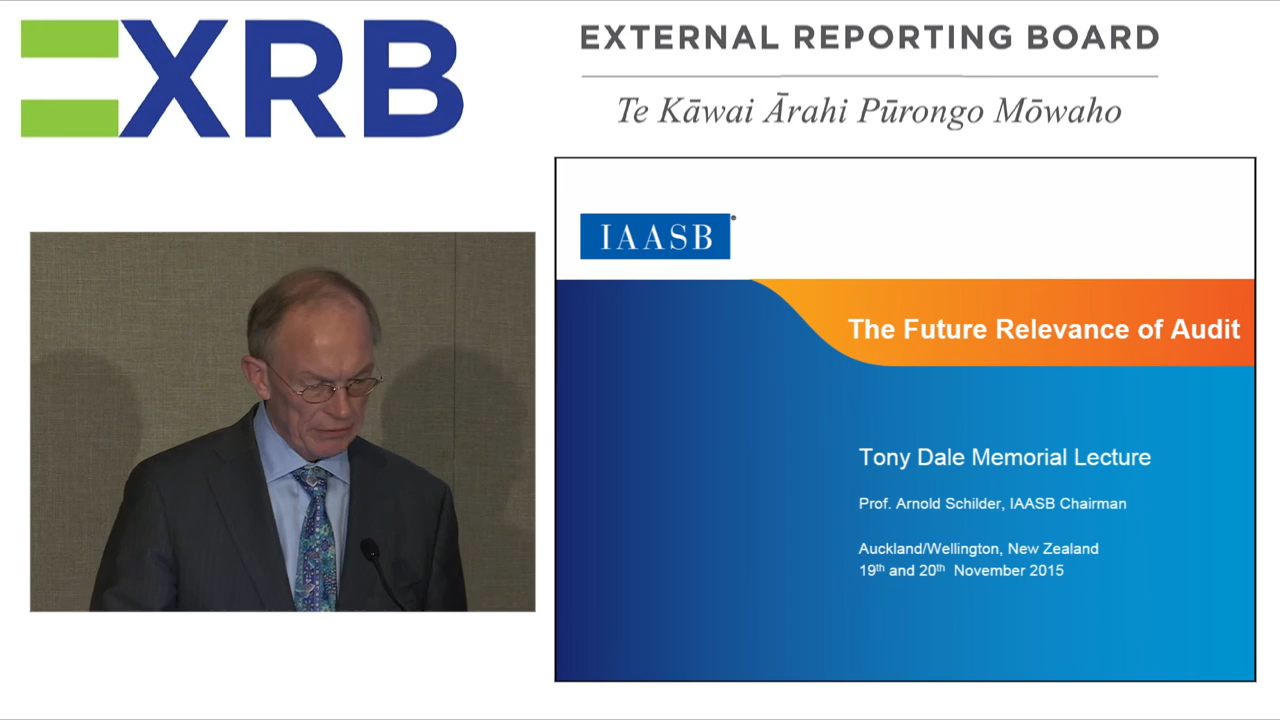 EXRB
EXTERNAL REPORTING BOARD
Te Kāwai Ārahi Pūrongo Mōwaho
IAASB
The Future Relevance of Audit
Tony Dale Memorial Lecture
Prof. Arnold Schilder, IAASB Chairman
Auckland/Wellington, New Zealand
19th and 20th November 2015